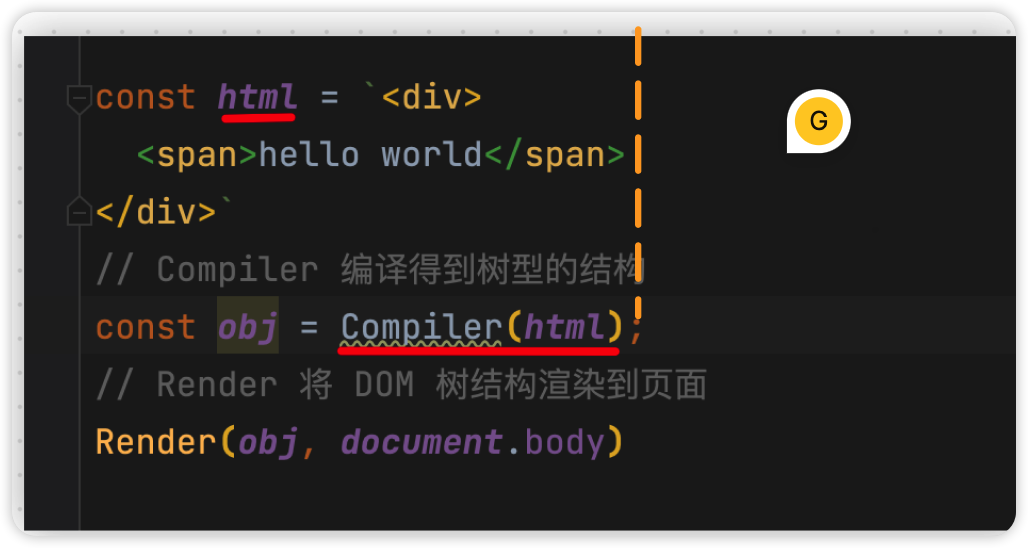 const html = `<div>
G
<span>hello world</span>
</div>`
// Compiler 编译得到树型的结构
const obj = Compiler(html);
// Render 将 DOM 树结构渲染到页面
Render(obj, document.body)